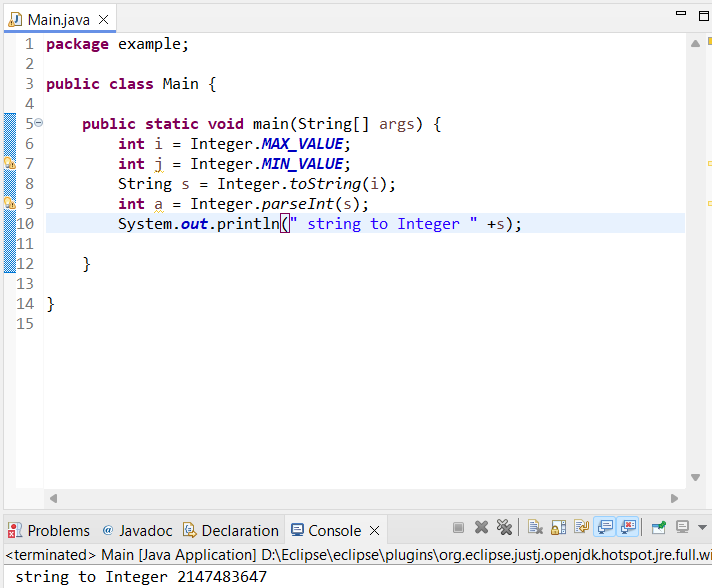 Main.java
1 package example;
2
3 public class Main {
4
5 public static void main(String[] args) {
6 int i = Integer.MAX_VALUE;
7 int j = Integer.MIN_VALUE;
8 String s = Integer.toString(i);
9 int a = Integer.parseInt(s);
10 System.out.println(" string to Integer " +s);
11
12 }
13
14 }
15
Problems @ Javadoc Declaration Console
<terminated> Main [Java Application] D:\Eclipse\eclipse\plugins\org.eclipse.justj.openjdk.hotspot.jre.full.wi
string to Integer 2147483647